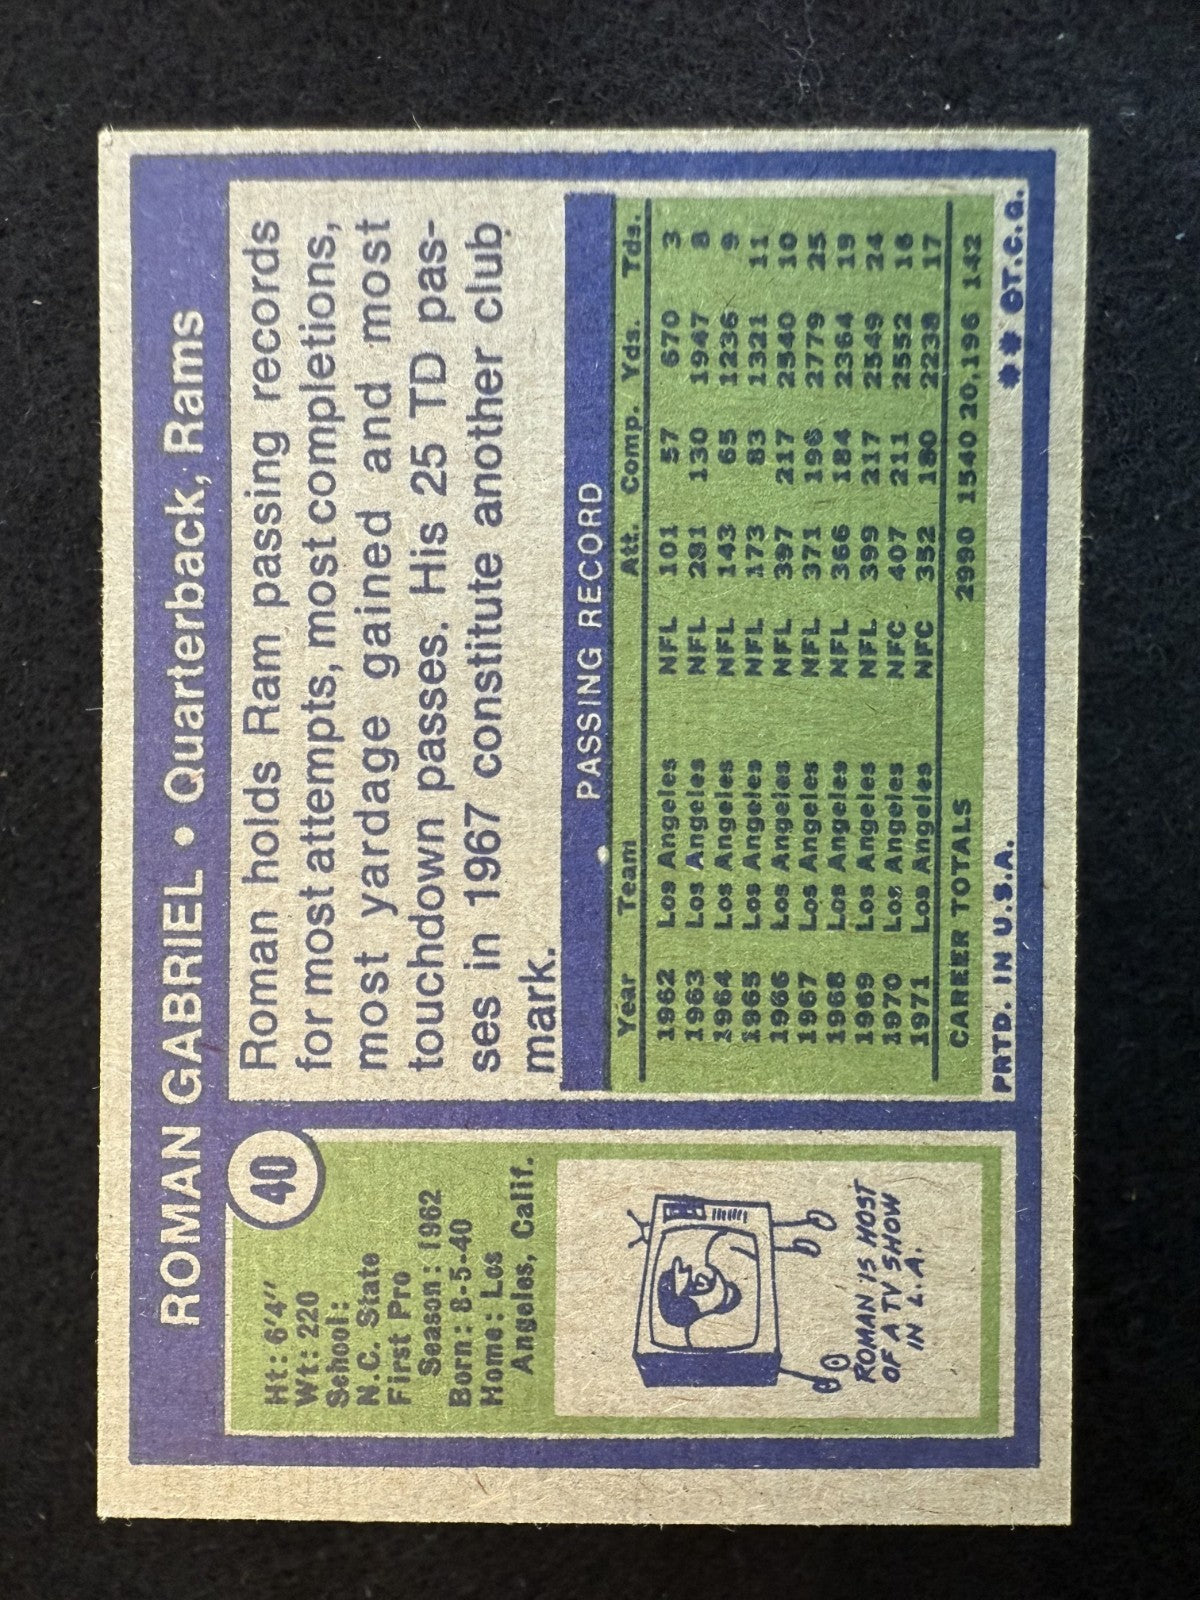 ROMAN GABRIEL • Quarterback, Rams
40
Ht: 6'4"
Wt: 220
School:
N.C. State
First Pro
Season: 1962
Born: 8-5-40
Home: Los
Angeles, Calif.
ROMAN IS HOST
OF A TV SHOW
IN L.A.
Roman holds Ram passing records
for most attempts, most completions,
most yardage gained and most
touchdown passes. His 25 TD pas-
ses in 1967 constitute another club
mark.
PASSING RECORD
Year Team Att. Comp. Yds. Tds.
1962 Los Angeles NFL 101 57 670 3
1963 Los Angeles NFL 281 130 1947 8
1964 Los Angeles NFL 143 65 1236 9
1965 Los Angeles NFL 173 83 1321 11
1966 Los Angeles NFL 397 217 2540 10
1967 Los Angeles NFL 371 196 2779 25
1968 Los Angeles NFL 366 184 2364 19
1969 Los Angeles NFL 399 217 2549 24
1970 Los Angeles NFC 407 211 2552 16
1971 Los Angeles NFC 352 180 2238 17
CAREER TOTALS 2990 1540 20,196 142
PRTD. IN U.S.A. ** ©T.C.G.